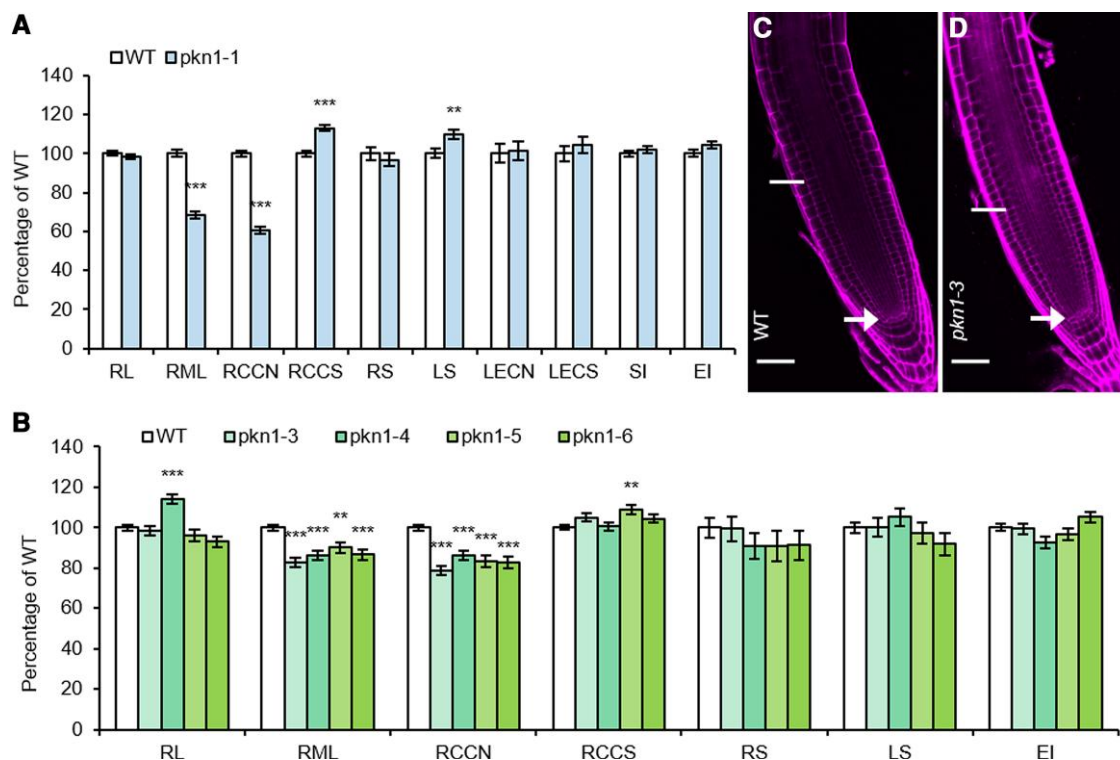 A
WT pkn1-1
Percentage of WT
140
120
100
80
60
40
20
0
*** *** *** **
RL RML RCCN RCCS RS LS LECN LECS SI EI
C
WT
D
pkn1-3
B
WT pkn1-3 pkn1-4 pkn1-5 pkn1-6
Percentage of WT
140
120
100
80
60
40
20
0
*** *** *** ** *** *** *** *** *** **
RL RML RCCN RCCS RS LS EI